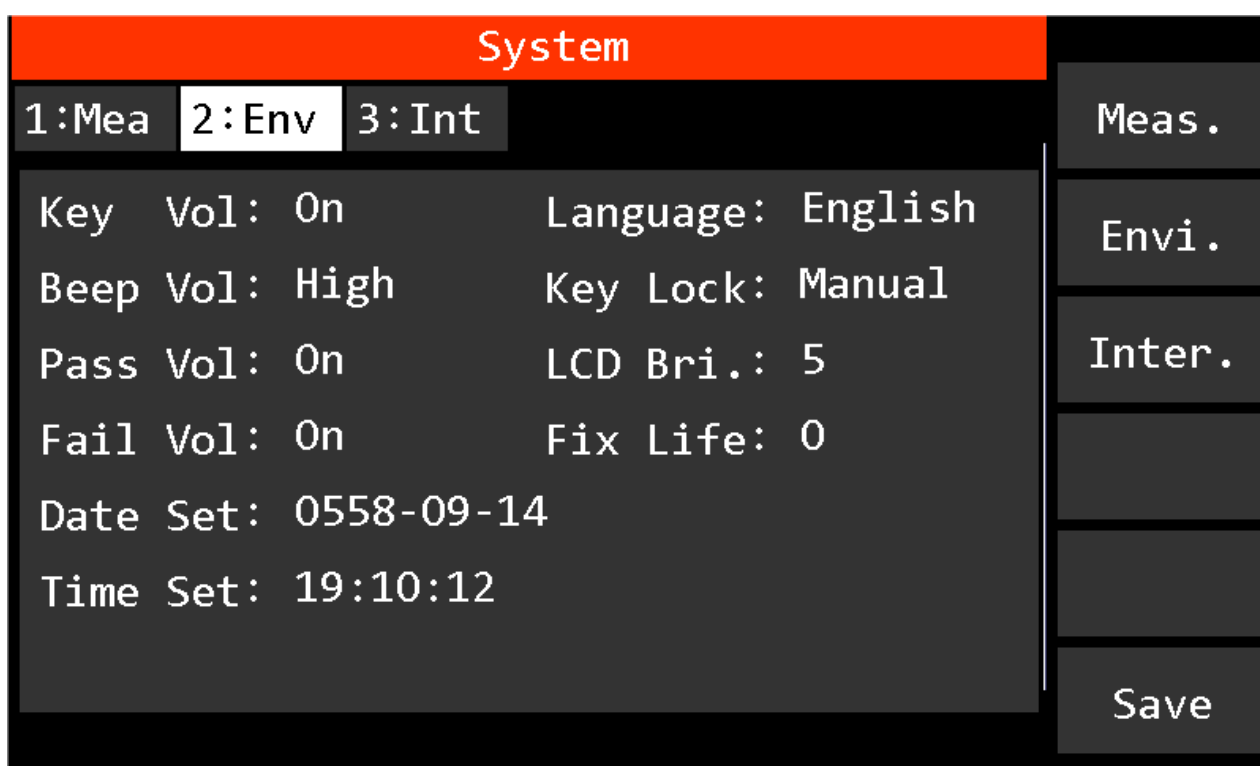 System
1:Mea 2:Env 3:Int
Key Vol: On Language: English
Beep Vol: High Key Lock: Manual
Pass Vol: On LCD Bri.: 5
Fail Vol: On Fix Life: 0
Date Set: 0558-09-14
Time Set: 19:10:12
Meas.
Envi.
Inter.
Save